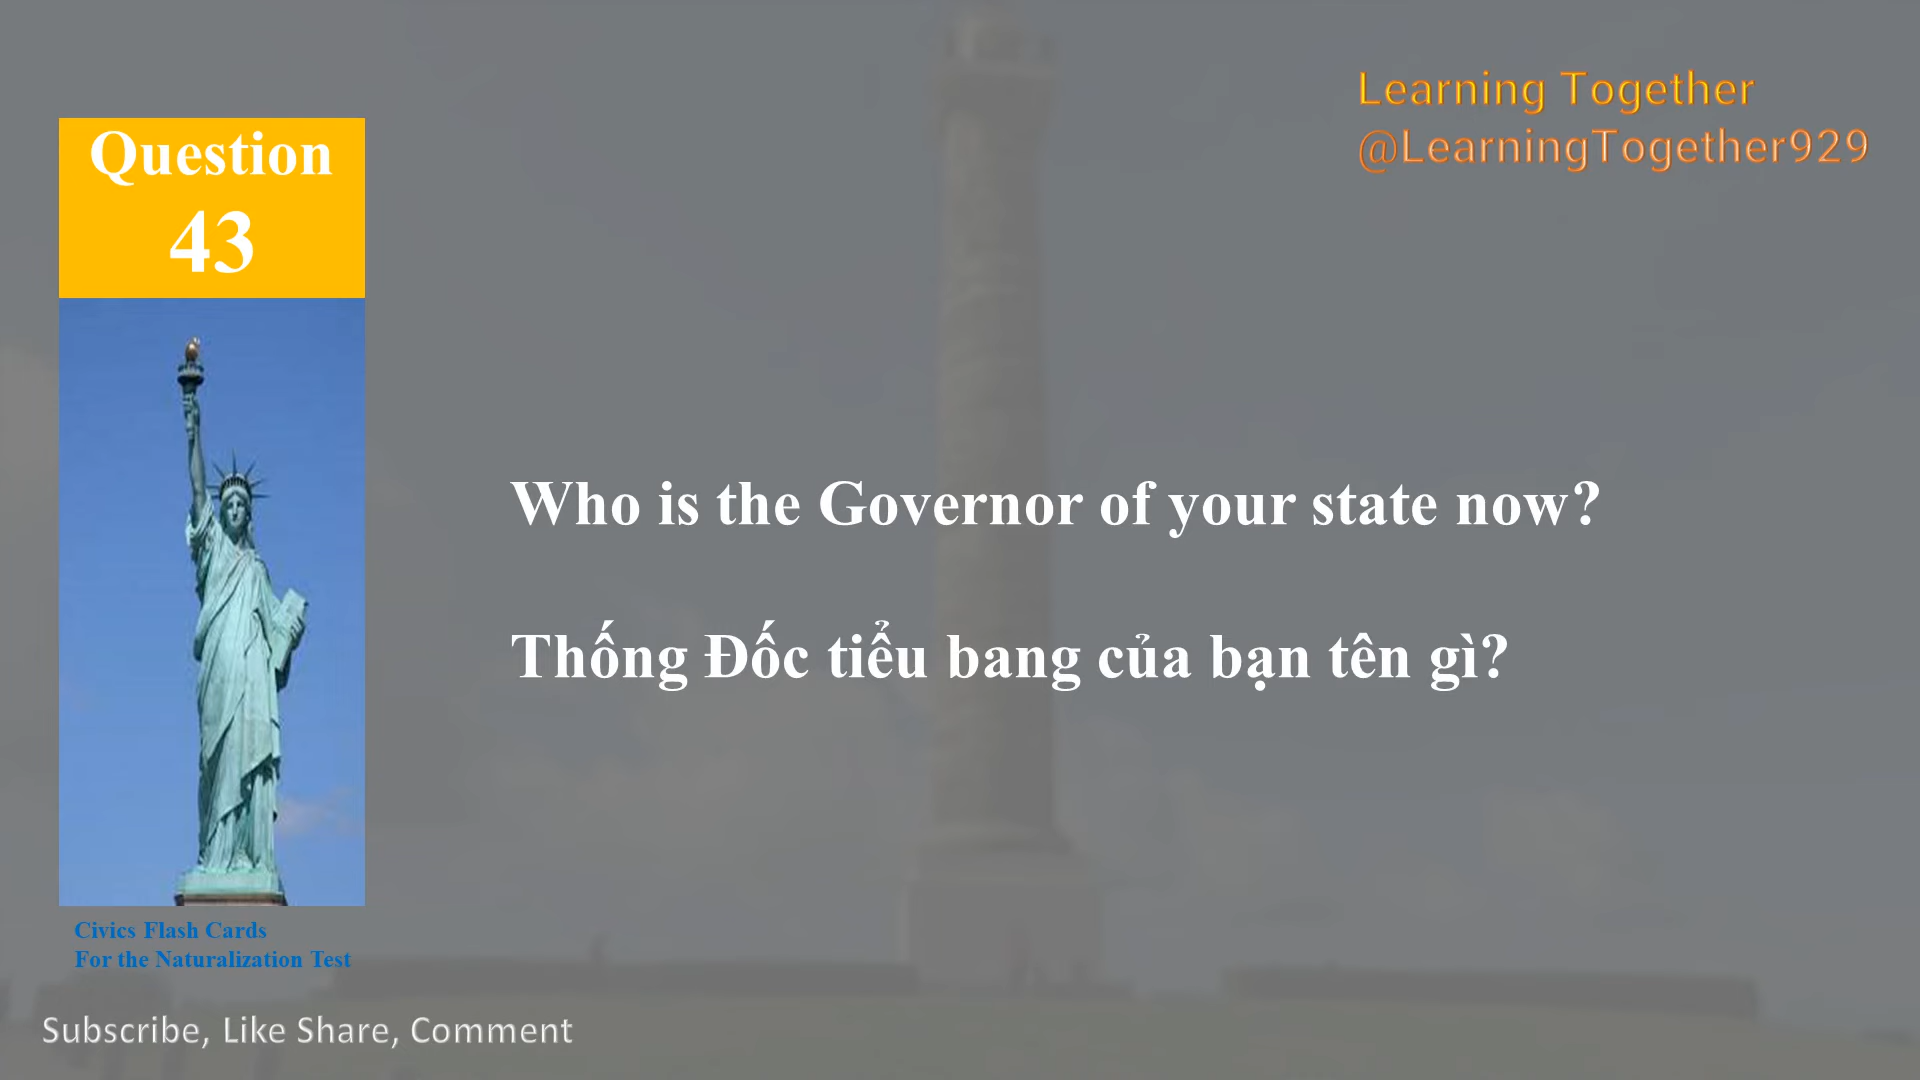 Learning Together
@LearningTogether929
Question
43
Who is the Governor of your state now?
Thống Đốc tiểu bang của bạn tên gì?
Civics Flash Cards
For the Naturalization Test
Subscribe, Like Share, Comment